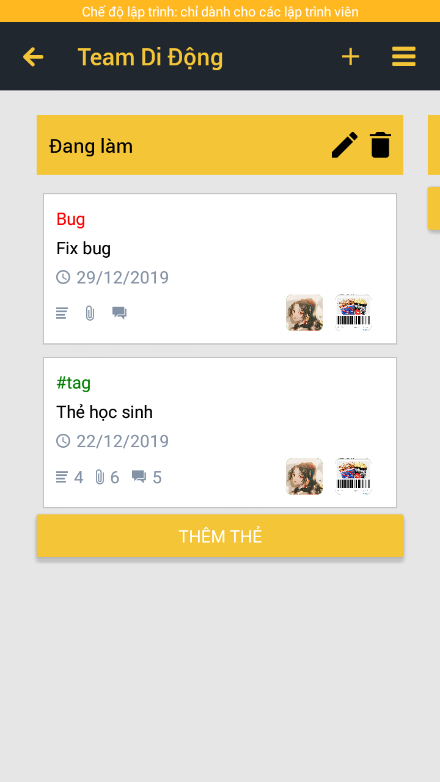 Chế độ lập trình: chỉ dành cho các lập trình viên
Team Di Động
Đang làm
Bug
Fix bug
29/12/2019
#tag
Thẻ học sinh
22/12/2019
4 6 5
THÊM THẺ